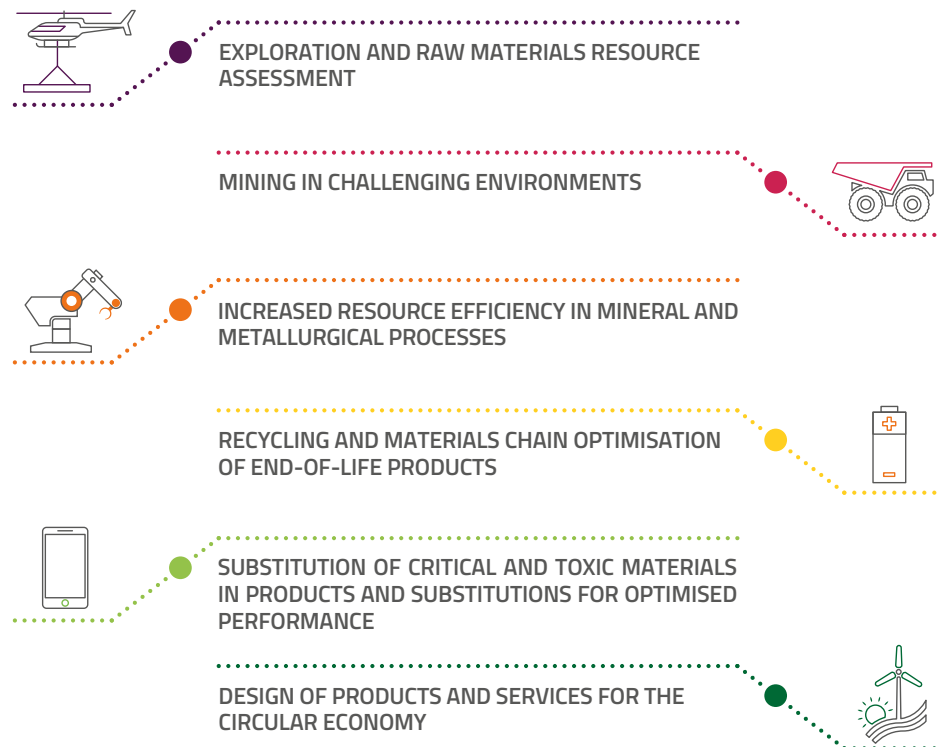 EXPLORATION AND RAW MATERIALS RESOURCE
ASSESSMENT
MINING IN CHALLENGING ENVIRONMENTS
INCREASED RESOURCE EFFICIENCY IN MINERAL AND
METALLURGICAL PROCESSES
RECYCLING AND MATERIALS CHAIN OPTIMISATION
OF END-OF-LIFE PRODUCTS
SUBSTITUTION OF CRITICAL AND TOXIC MATERIALS
IN PRODUCTS AND SUBSTITUTIONS FOR OPTIMISED
PERFORMANCE
DESIGN OF PRODUCTS AND SERVICES FOR THE
CIRCULAR ECONOMY